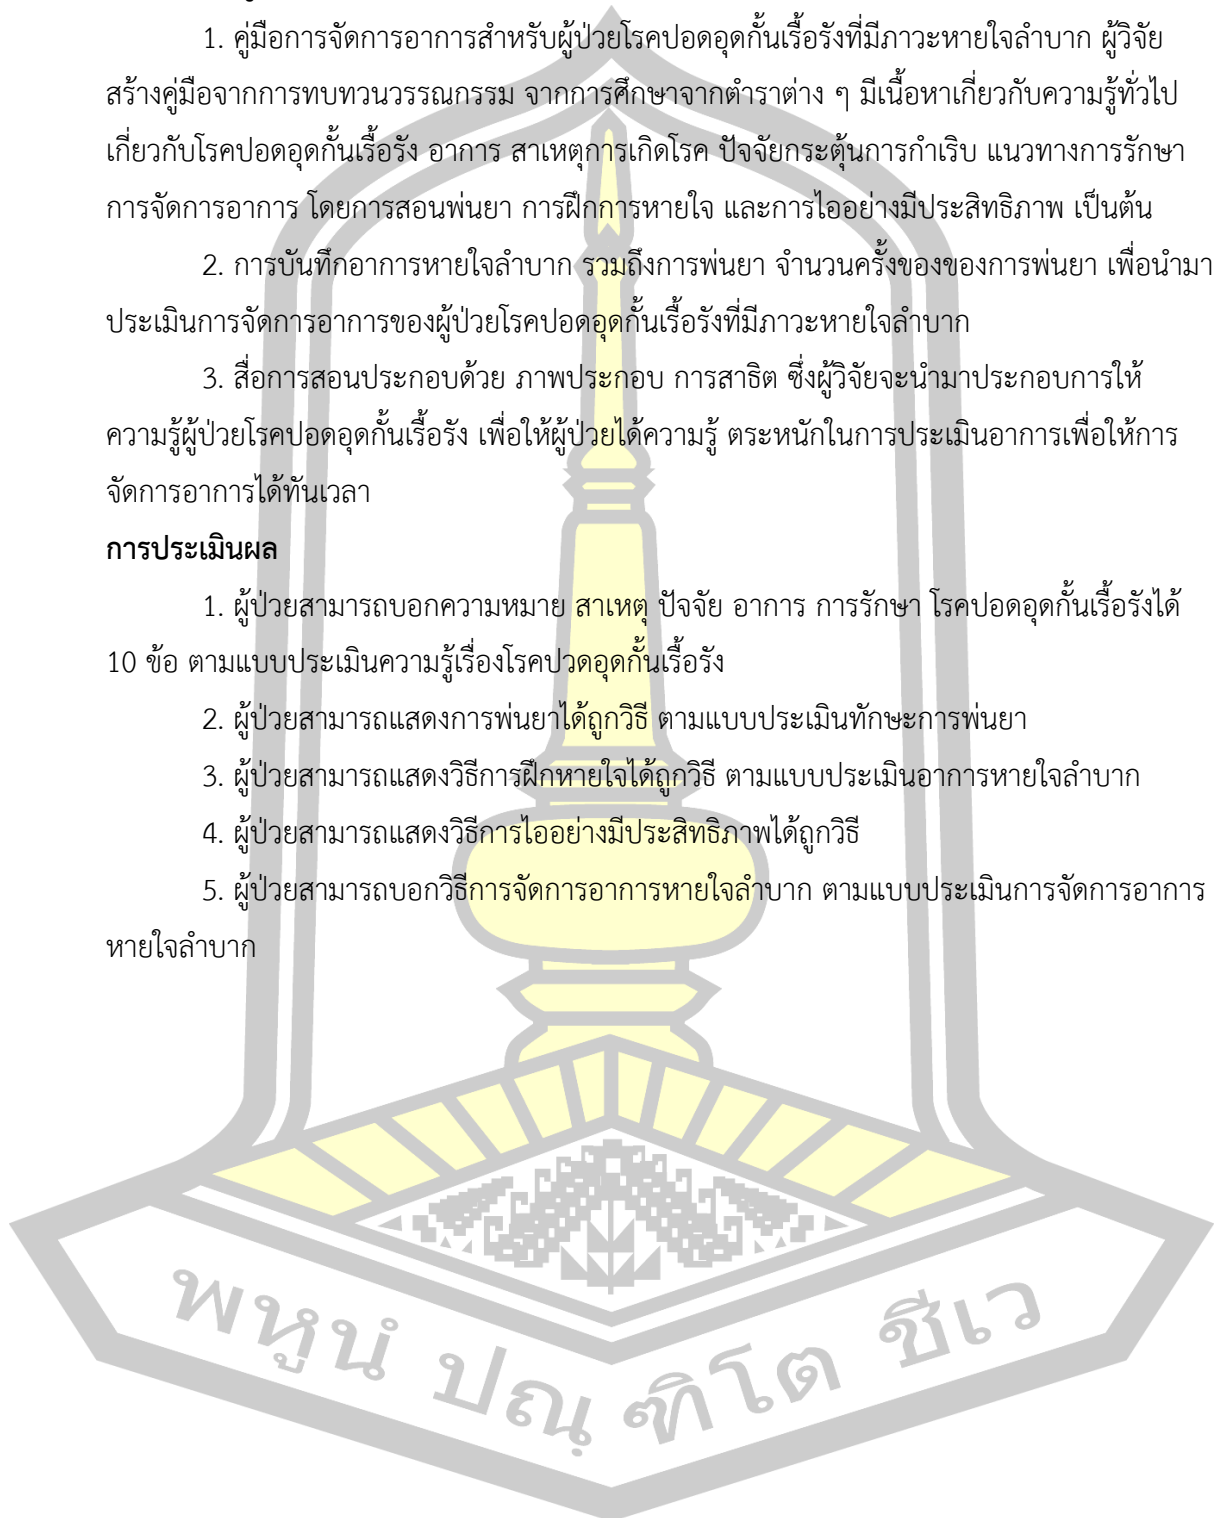 1. คู่มือการจัดการอาการสำหรับผู้ป่วยโรคปอดอุดกั้นเรื้อรังที่มีภาวะหายใจลำบาก ผู้วิจัย
สร้างคู่มือจากการทบทวนวรรณกรรม จากการศึกษาจากตำราต่าง ๆ มีเนื้อหาเกี่ยวกับความรู้ทั่วไป
เกี่ยวกับโรคปอดอุดกั้นเรื้อรัง อาการ สาเหตุการเกิดโรค ปัจจัยกระตุ้นการกำเริบ แนวทางการรักษา
การจัดการอาการ โดยการสอนพ่นยา การฝึกการหายใจ และการไออย่างมีประสิทธิภาพ เป็นต้น
2. การบันทึกอาการหายใจลำบาก รวมถึงการพ่นยา จำนวนครั้งของของการพ่นยา เพื่อนำมา
ประเมินการจัดการอาการของผู้ป่วยโรคปอดอุดกั้นเรื้อรังที่มีภาวะหายใจลำบาก
3. สื่อการสอนประกอบด้วย ภาพประกอบ การสาธิต ซึ่งผู้วิจัยจะนำมาประกอบการให้
ความรู้ผู้ป่วยโรคปอดอุดกั้นเรื้อรัง เพื่อให้ผู้ป่วยได้ความรู้ ตระหนักในการประเมินอาการเพื่อให้การ
จัดการอาการได้ทันเวลา
การประเมินผล
1. ผู้ป่วยสามารถบอกความหมาย สาเหตุ ปัจจัย อาการ การรักษา โรคปอดอุดกั้นเรื้อรังได้
10 ข้อ ตามแบบประเมินความรู้เรื่องโรคปวดอุดกั้นเรื้อรัง
2. ผู้ป่วยสามารถแสดงการพ่นยาได้ถูกวิธี ตามแบบประเมินทักษะการพ่นยา
3. ผู้ป่วยสามารถแสดงวิธีการฝึกหายใจได้ถูกวิธี ตามแบบประเมินอาการหายใจลำบาก
4. ผู้ป่วยสามารถแสดงวิธีการไออย่างมีประสิทธิภาพได้ถูกวิธี
5. ผู้ป่วยสามารถบอกวิธีการจัดการอาการหายใจลำบาก ตามแบบประเมินการจัดการอาการ
หายใจลำบาก
พหูนํ ปณฺ ฑิโต ชีเว